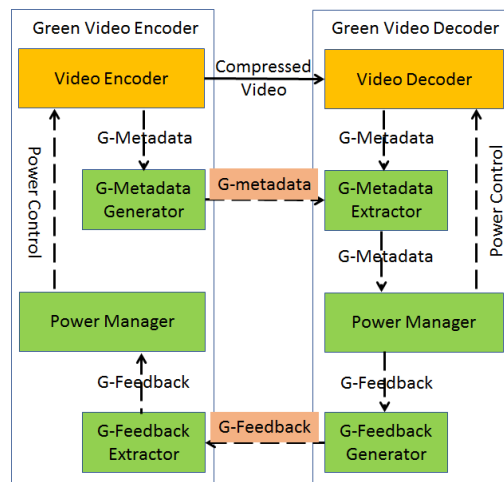 Green Video Encoder
Green Video Decoder
Video Encoder
Compressed
Video
Video Decoder
G-Metadata
G-Metadata
Power Control
Power Control
G-Metadata
Generator
G-metadata
G-Metadata
Extractor
G-Metadata
Power Manager
Power Manager
G-Feedback
G-Feedback
G-Feedback
Extractor
G-Feedback
G-Feedback
Generator